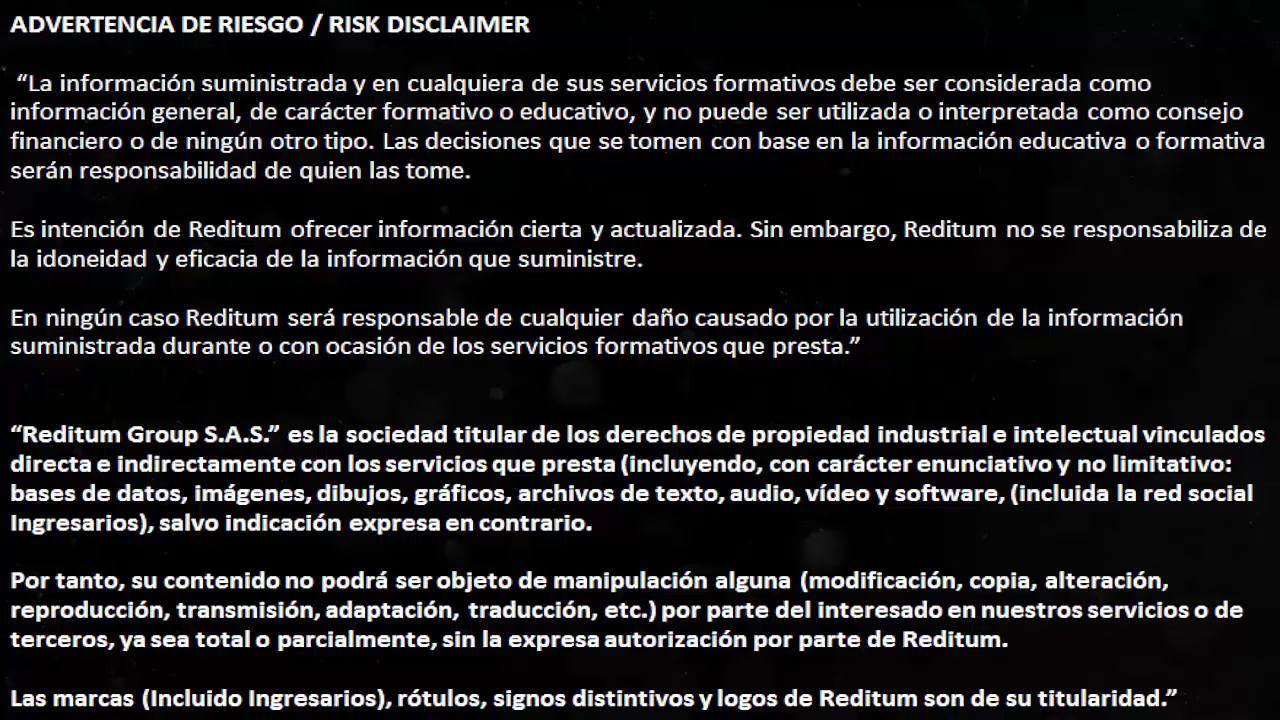 ADVERTENCIA DE RIESGO / RISK DISCLAIMER
“La información suministrada y en cualquiera de sus servicios formativos debe ser considerada como
información general, de carácter formativo o educativo, y no puede ser utilizada o interpretada como consejo
financiero o de ningún otro tipo. Las decisiones que se tomen con base en la información educativa o formativa
serán responsabilidad de quien las tome.
Es intención de Reditum ofrecer información cierta y actualizada. Sin embargo, Reditum no se responsabiliza de
la idoneidad y eficacia de la información que suministre.
En ningún caso Reditum será responsable de cualquier daño causado por la utilización de la información
suministrada durante o con ocasión de los servicios formativos que presta.”
“Reditum Group S.A.S.” es la sociedad titular de los derechos de propiedad industrial e intelectual vinculados
directa e indirectamente con los servicios que presta (incluyendo, con carácter enunciativo y no limitativo:
bases de datos, imágenes, dibujos, gráficos, archivos de texto, audio, vídeo y software, (incluida la red social
Ingresarios), salvo indicación expresa en contrario.
Por tanto, su contenido no podrá ser objeto de manipulación alguna (modificación, copia, alteración,
reproducción, transmisión, adaptación, traducción, etc.) por parte del interesado en nuestros servicios o de
terceros, ya sea total o parcialmente, sin la expresa autorización por parte de Reditum.
Las marcas (Incluido Ingresarios), rótulos, signos distintivos y logos de Reditum son de su titularidad.”